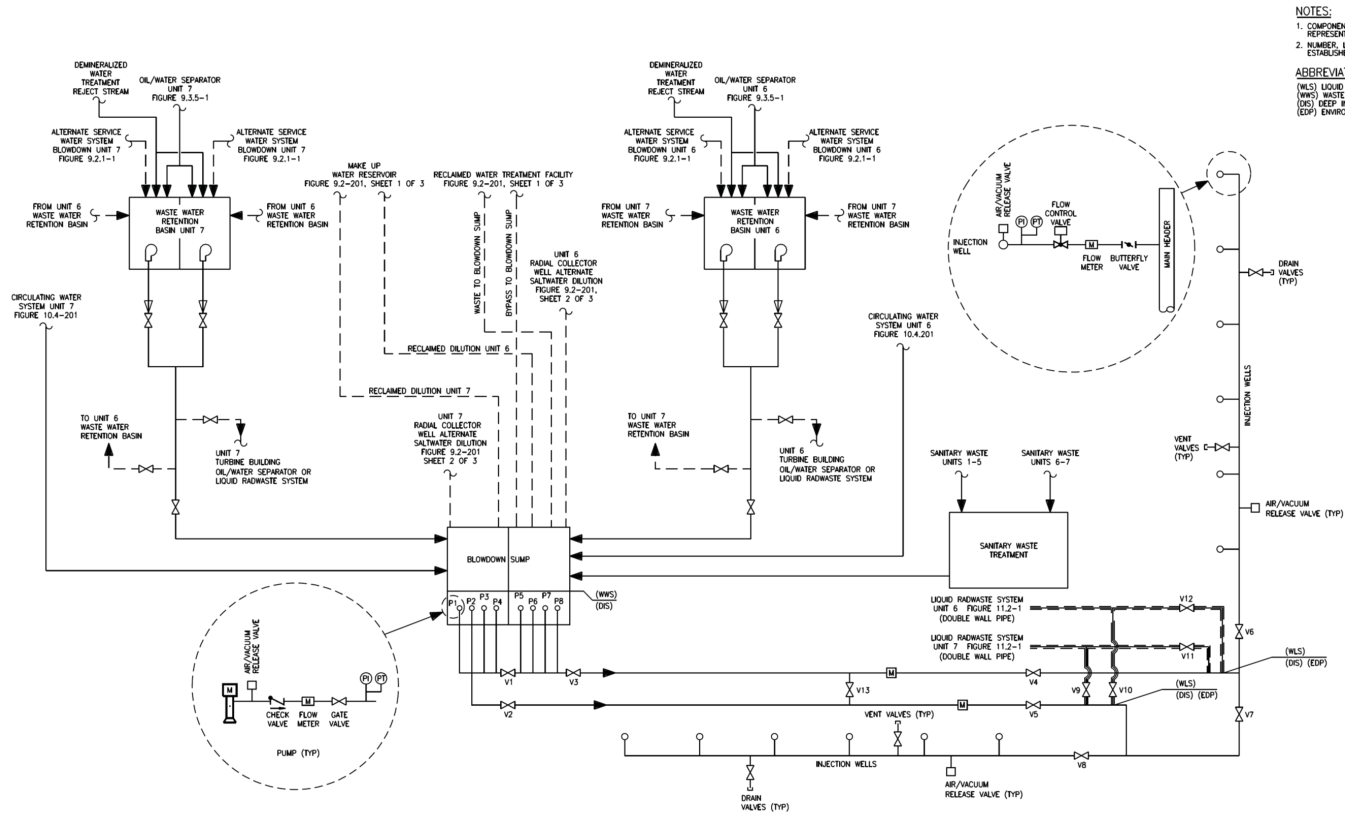 NOTES:
1. COMPONEN
REPRESENT
2. NUMBER, L
ESTABLISHE
ABBREVIAT
(WLS) LIQUID
(WWS) WASTE
(DIS) DEEP IN
(EDP) ENVIRO
DEMINERALIZED
WATER
TREATMENT
REJECT STREAM
OIL/WATER SEPARATOR
UNIT 7
FIGURE 9.3.5-1
ALTERNATE SERVICE
WATER SYSTEM
BLOWDOWN UNIT 7
FIGURE 9.2.1-1
ALTERNATE SERVICE
WATER SYSTEM
BLOWDOWN UNIT 7
FIGURE 9.2.1-1
FROM UNIT 6
WASTE WATER
RETENTION BASIN
WASTE WATER
RETENTION
BASIN UNIT 7
FROM UNIT 6
WASTE WATER
RETENTION BASIN
MAKE UP
WATER RESERVOIR
FIGURE 9.2-201, SHEET 1 OF 3
RECLAIMED WATER TREATMENT FACILITY
FIGURE 9.2-201, SHEET 1 OF 3
WASTE TO BLOWDOWN SUMP
BYPASS TO BLOWDOWN SUMP
UNIT 6
RADIAL COLLECTOR
WELL ALTERNATE
SALTWATER DILUTION
FIGURE 9.2-201,
SHEET 2 OF 3
DEMINERALIZED
WATER
TREATMENT
REJECT STREAM
OIL/WATER SEPARATOR
UNIT 6
FIGURE 9.3.5-1
ALTERNATE SERVICE
WATER SYSTEM
BLOWDOWN UNIT 6
FIGURE 9.2.1-1
ALTERNATE SERVICE
WATER SYSTEM
BLOWDOWN UNIT 6
FIGURE 9.2.1-1
FROM UNIT 7
WASTE WATER
RETENTION BASIN
WASTE WATER
RETENTION
BASIN UNIT 6
FROM UNIT 7
WASTE WATER
RETENTION BASIN
AIR/VACUUM
RELEASE VALVE
PI
PT
FLOW
CONTROL
VALVE
INJECTION
WELL
M
FLOW
METER
BUTTERFLY
VALVE
MAIN HEADER
DRAIN
VALVES
(TYP)
CIRCULATING WATER
SYSTEM UNIT 7
FIGURE 10.4-201
CIRCULATING WATER
SYSTEM UNIT 6
FIGURE 10.4.201
RECLAIMED DILUTION UNIT 6
RECLAIMED DILUTION UNIT 7
INJECTION WELLS
TO UNIT 6
WASTE WATER
RETENTION BASIN
UNIT 7
TURBINE BUILDING
OIL/WATER SEPARATOR OR
LIQUID RADWASTE SYSTEM
UNIT 7
RADIAL COLLECTOR
WELL ALTERNATE
SALTWATER DILUTION
FIGURE 9.2-201
SHEET 2 OF 3
TO UNIT 7
WASTE WATER
RETENTION BASIN
UNIT 6
TURBINE BUILDING
OIL/WATER SEPARATOR OR
LIQUID RADWASTE SYSTEM
VENT
VALVES
(TYP)
SANITARY WASTE
UNITS 1-5
SANITARY WASTE
UNITS 6-7
AIR/VACUUM
RELEASE VALVE (TYP)
SANITARY WASTE
TREATMENT
BLOWDOWN SUMP
P1 P2 P3 P4 P5 P6 P7 P8
(WWS)
(DIS)
LIQUID RADWASTE SYSTEM
UNIT 6 FIGURE 11.2-1
(DOUBLE WALL PIPE)
V12
LIQUID RADWASTE SYSTEM
UNIT 7 FIGURE 11.2-1
(DOUBLE WALL PIPE)
V11
V6
(WLS)
(DIS) (EDP)
V1
V3
M
V4
V13
V9
V10
(WLS)
(DIS) (EDP)
V2
M
V5
V7
AIR/VACUUM
RELEASE VALVE
M
PI
PT
CHECK
VALVE
M
FLOW
METER
GATE
VALVE
PUMP (TYP)
VENT VALVES (TYP)
INJECTION WELLS
V8
DRAIN
VALVES (TYP)
AIR/VACUUM
RELEASE VALVE (TYP)